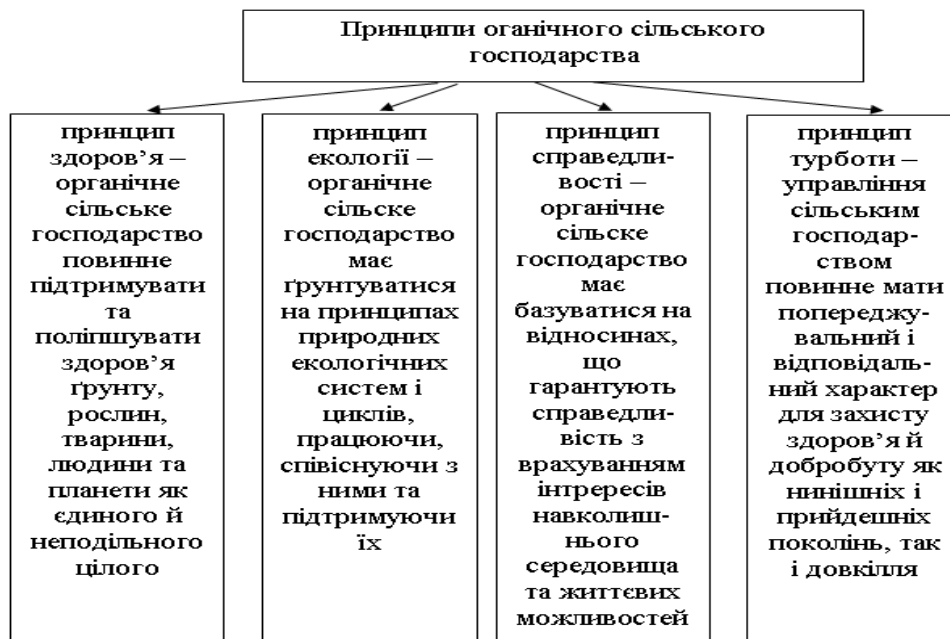 Принципи оганічного сільського
господарства
принцип
здоров’я –
органічне
сільське
господарство
повинне
підтримувати
та
поліпшувати
здоров’я
ґрунту,
рослин,
тварини,
людини та
планети як
єдиного й
неподільного
цілого
принцип
екології –
органічне
сільске
господарство
має
ґрунтуватися
на принципах
природних
екологічних
систем і
циклів,
працюючи,
співіснуючи з
ними та
підтримуючи
їх
принцип
справедли-
вості –
органічне
сільске
господарство
має
базуватися на
відносинах,
що
гарантують
справедли-
вість з
врахуванням
інтрересів
навколиш-
нього
середовища
та життєвих
можливостей
принцип
турботи –
управління
сільським
господар-
ством
повинне мати
попереджу-
вальний і
відповідаль-
ний характер
для захисту
здоров’я й
добробуту як
нинішніх і
прийдешніх
поколінь, так
і довкілля